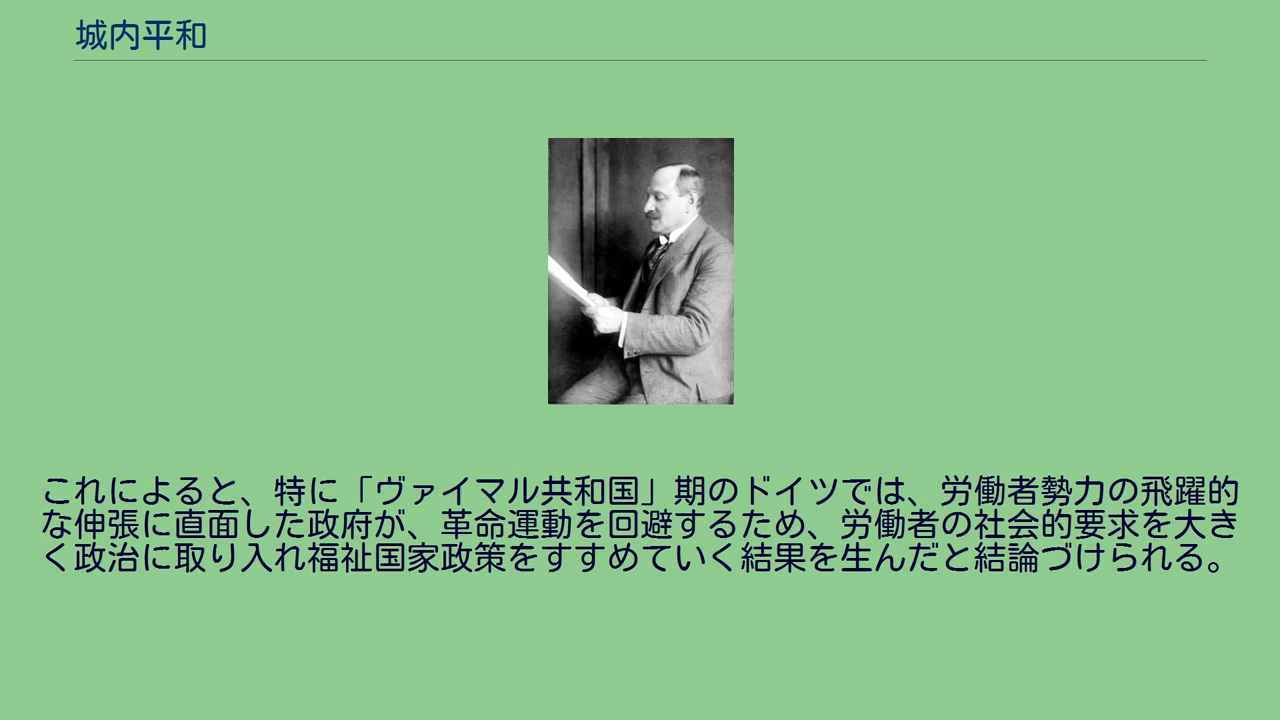 城内平和
これによると、特に「ヴァイマル共和国」期のドイツでは、労働者勢力の飛躍的
な伸張に直面した政府が、革命運動を回避するため、労働者の社会的要求を大き
く政治に取り入れ福祉国家政策をすすめていく結果を生んだと結論づけられる。